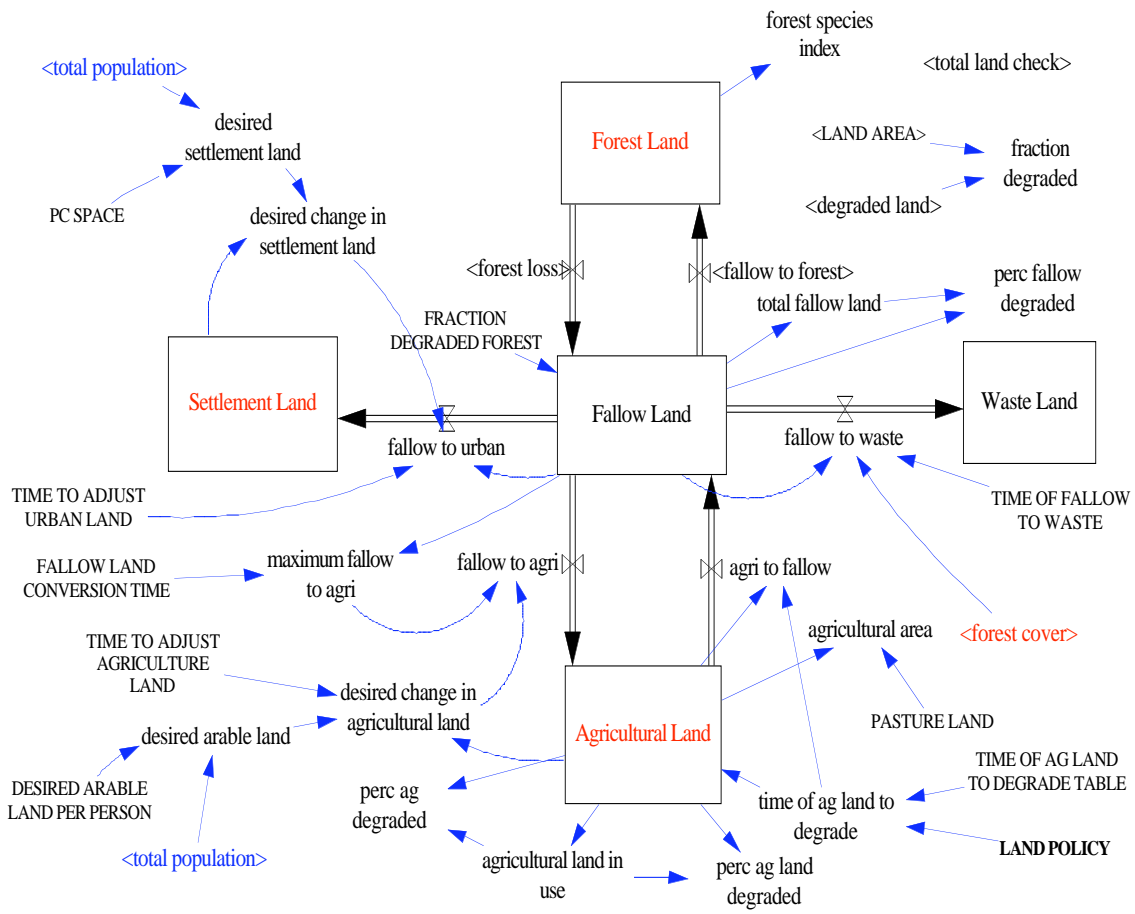 forest species
index
<total land check>
<total population>
desired
settlement land
Forest Land
<LAND AREA>
fraction
degraded
<degraded land>
PC SPACE
desired change in
settlement land
<forest loss>
<fallow to forest>
perc fallow
degraded
total fallow land
FRACTION
DEGRADED FOREST
Settlement Land
Fallow Land
Waste Land
fallow to urban
fallow to waste
TIME TO ADJUST
URBAN LAND
TIME OF FALLOW
TO WASTE
FALLOW LAND
CONVERSION TIME
maximum fallow
to agri
fallow to agri
agri to fallow
agricultural area
<forest cover>
TIME TO ADJUST
AGRICULTURE
LAND
desired change in
agricultural land
desired arable land
Agricultural Land
PASTURE LAND
DESIRED ARABLE
LAND PER PERSON
TIME OF AG LAND
TO DEGRADE TABLE
perc ag
degraded
time of ag land to
degrade
LAND POLICY
<total population>
agricultural land in
use
perc ag land
degraded